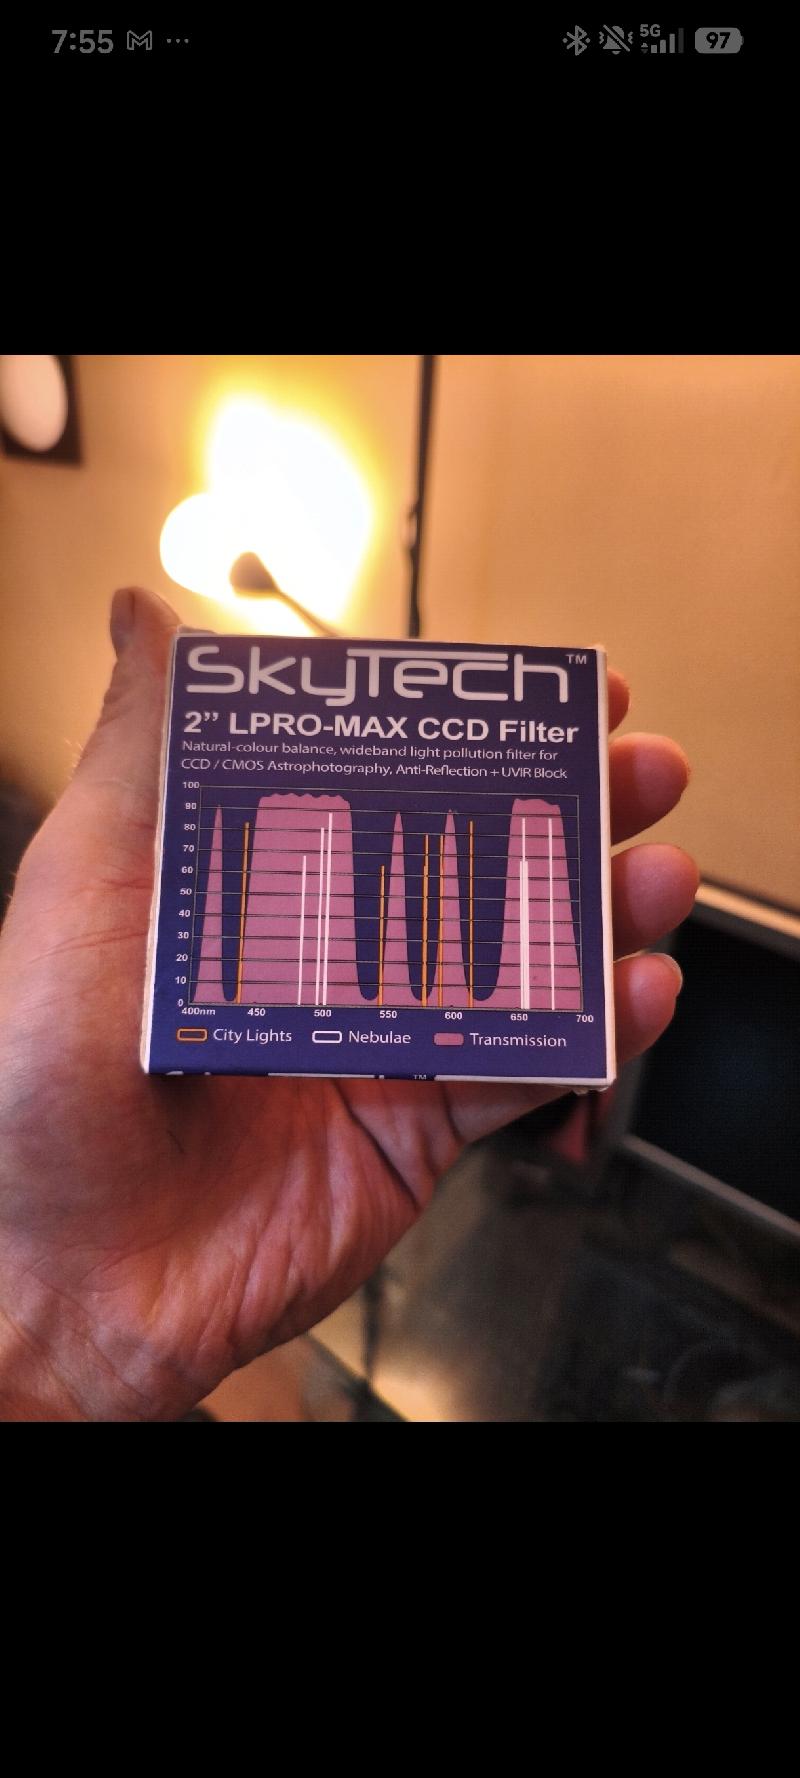 7:55
5G
97
SkyTech™
2” LPRO-MAX CCD Filter
Natural-colour balance, wideband light pollution filter for
CCD / CMOS Astrophotography, Anti-Reflection + UVIR Block
100
90
80
70
60
50
40
30
20
10
0
400nm 450 500 550 600 650 700
City Lights Nebulae Transmission
TM